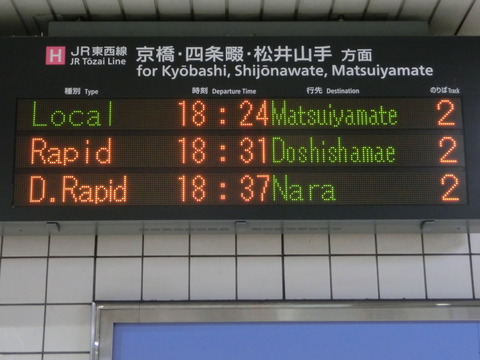 H JR東西線 京橋・四条畷・松井山手 方面
JR Tōzai Line for Kyōbashi, Shijōnawate, Matsuiyamate
種別 Type 時刻 Departure Time 行先 Destination のりば Track
Local 18:24 Matsuiyamate 2
Rapid 18:31 Doshishamae 2
D.Rapid 18:37 Nara 2